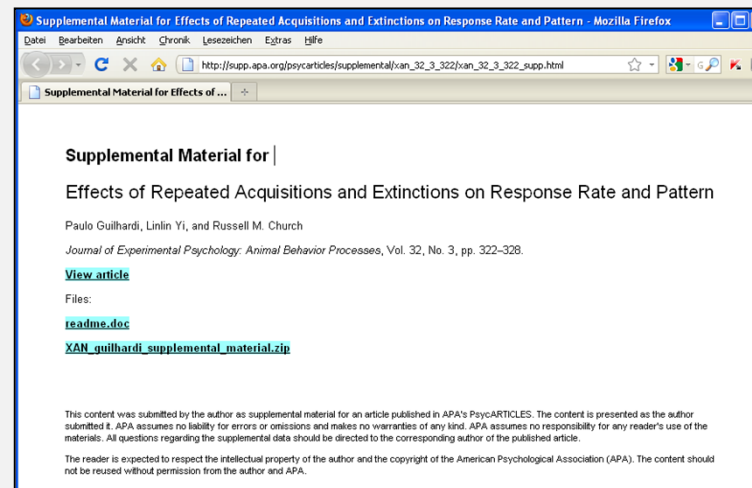 Supplemental Material for Effects of Repeated Acquisitions and Extinctions on Response Rate and Pattern - Mozilla Firefox
Datei Bearbeiten Ansicht Chronik Lesezeichen Extras Hilfe
http://supp.apa.org/psycarticles/supplemental/xan_32_3_322/xan_32_3_322_supp.html
Supplemental Material for Effects of ...
Supplemental Material for
Effects of Repeated Acquisitions and Extinctions on Response Rate and Pattern
Paulo Guilhardi, Linlin Yi, and Russell M. Church
Journal of Experimental Psychology: Animal Behavior Processes, Vol. 32, No. 3, pp. 322–328.
View article
Files:
readme.doc
XAN_guilhardi_supplemental_material.zip
This content was submitted by the author as supplemental material for an article published in APA's PsycARTICLES. The content is presented as the author
submitted it. APA assumes no liability for errors or omissions and makes no warranties of any kind. APA assumes no responsibility for any reader's use of the
materials. All questions regarding the supplemental data should be directed to the corresponding author of the published article.
The reader is expected to respect the intellectual property of the author and the copyright of the American Psychological Association (APA). The content should
not be reused without permission from the author and APA.